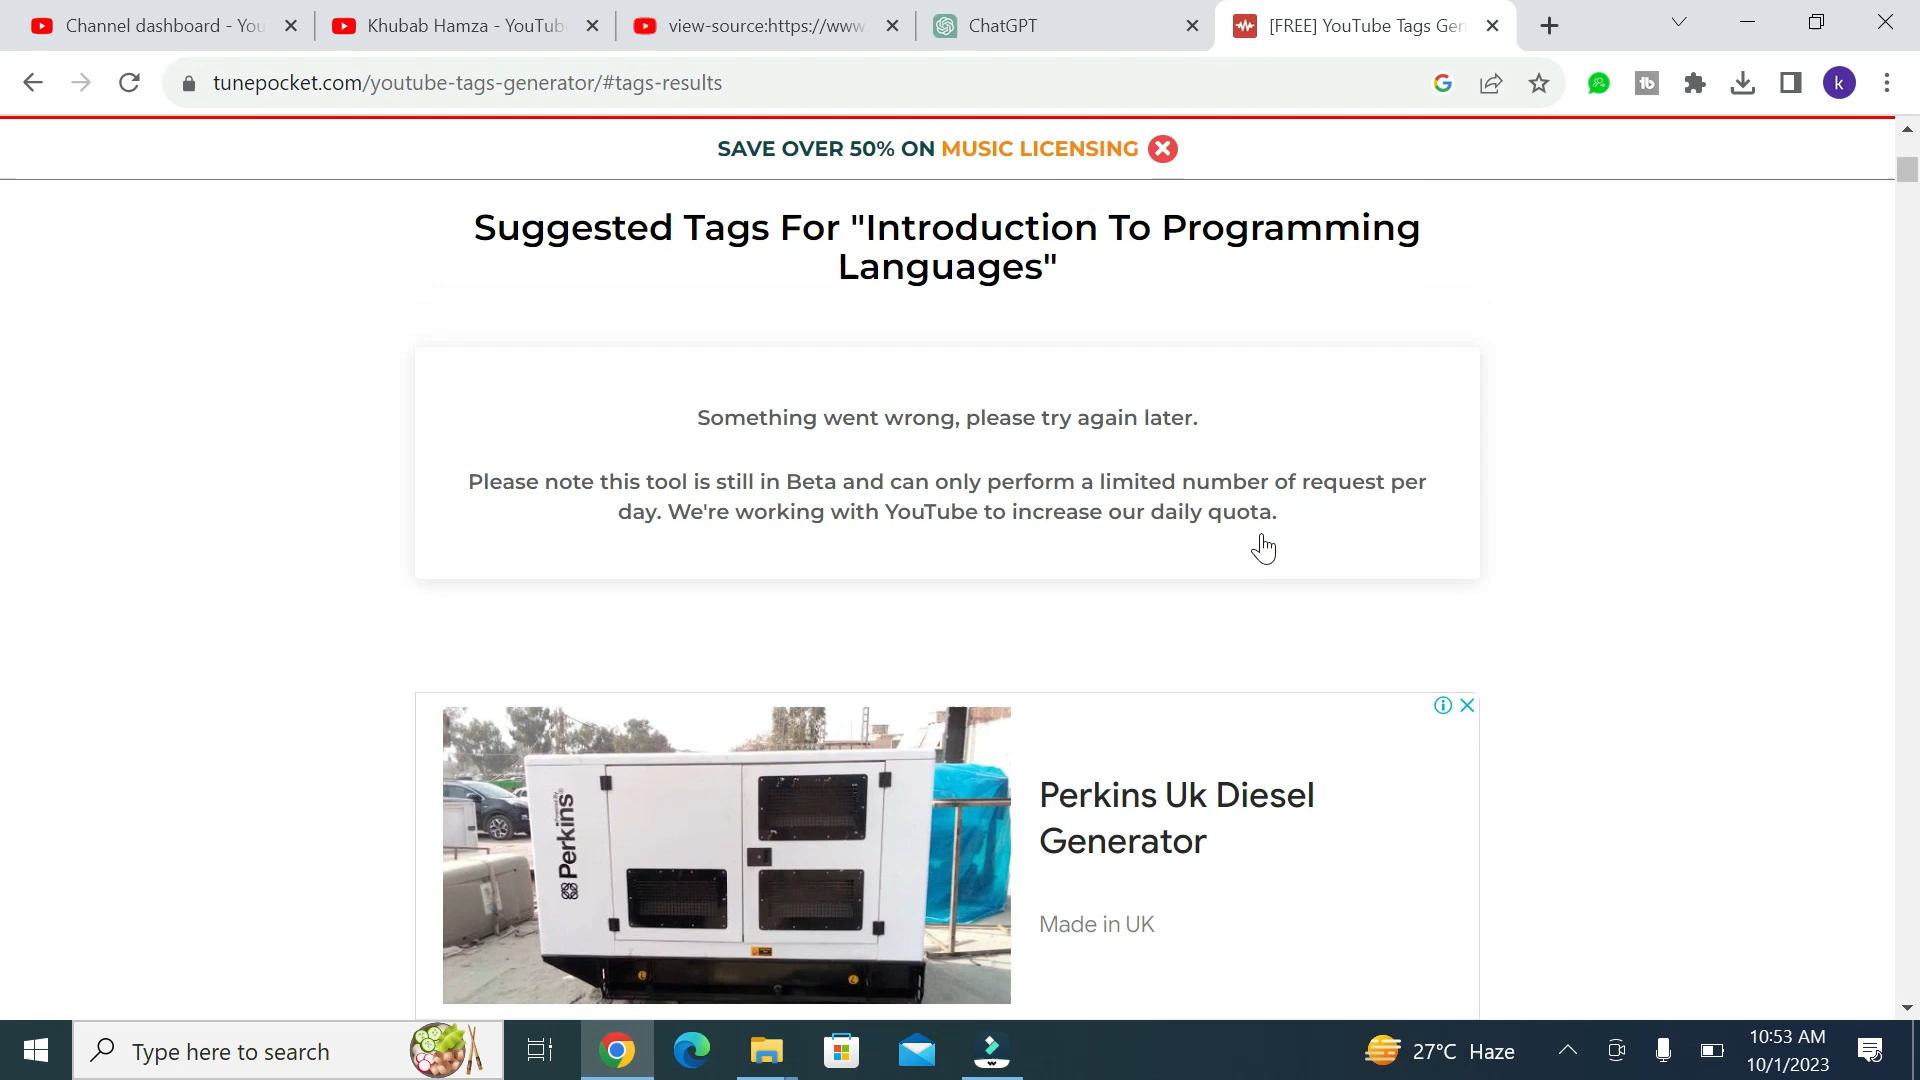 Channel dashboard - You
Khubab Hamza - YouTub
view-source:https://www
ChatGPT
[FREE] YouTube Tags Gen
tunepocket.com/youtube-tags-generator/#tags-results
k
SAVE OVER 50% ON MUSIC LICENSING
Suggested Tags For "Introduction To Programming
Languages"
Something went wrong, please try again later.
Please note this tool is still in Beta and can only perform a limited number of request per
day. We're working with YouTube to increase our daily quota.
Perkins
Perkins Uk Diesel
Generator
Made in UK
Type here to search
27°C Haze
10:53 AM
10/1/2023